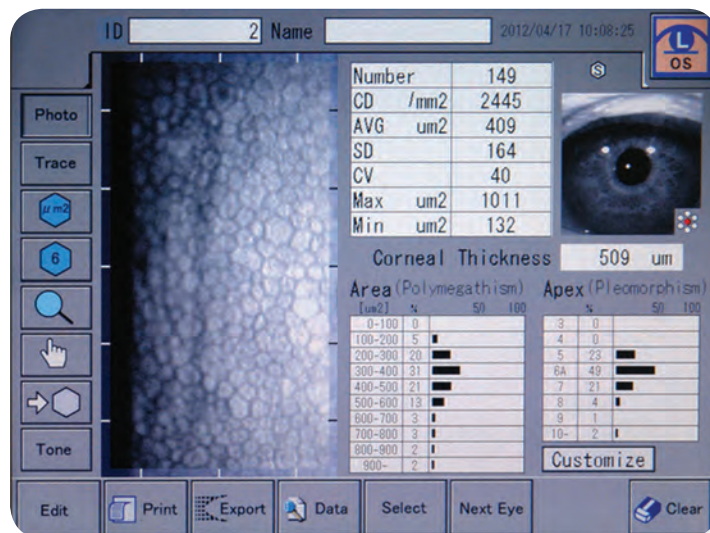 ID 2 Name 2012/04/17 10:08:25
L
OS
S
Photo
Trace
μm2
6
Tone
Number 149
CD /mm2 2445
AVG um2 409
SD 164
CV 40
Max um2 1011
Min um2 132
Corneal Thickness 509 um
Area (Polymegathism)
[um2] % 50 100
0-100 0
100-200 5
200-300 20
300-400 31
400-500 21
500-600 13
600-700 3
700-800 3
800-900 2
900- 2
Apex (Pleomorphism)
% 50 100
3 0
4 0
5 23
6A 49
7 21
8 4
9 1
10- 2
Customize
Edit Print Export Data Select Next Eye Clear